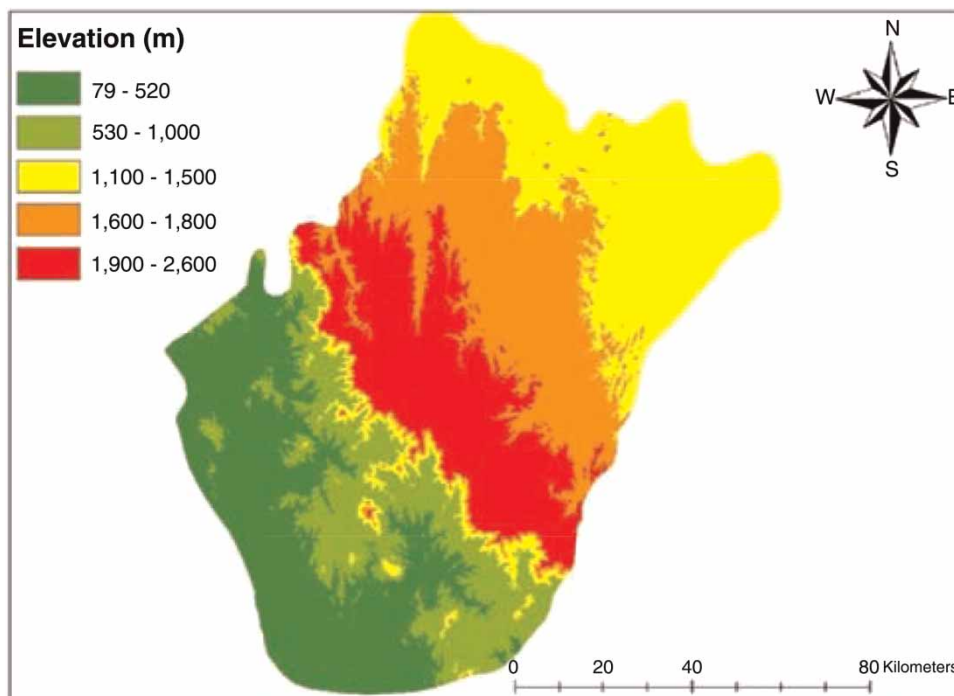 Elevation (m)
79 - 520
530 - 1,000
1,100 - 1,500
1,600 - 1,800
1,900 - 2,600
N
W E
S
0 20 40 80 Kilometers